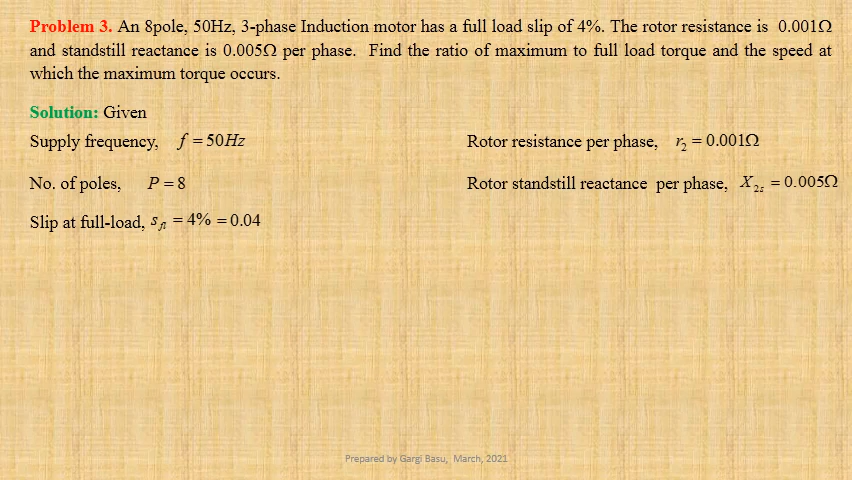 Problem 3. An 8pole, 50Hz, 3-phase Induction motor has a full load slip of 4%. The rotor resistance is 0.001Ω
and standstill reactance is 0.005Ω per phase. Find the ratio of maximum to full load torque and the speed at
which the maximum torque occurs.
Solution: Given
Supply frequency, f = 50Hz
Rotor resistance per phase, r₂ = 0.001Ω
No. of poles, P = 8
Rotor standstill reactance per phase, X₂ₛ = 0.005Ω
Slip at full-load, s_fl = 4% = 0.04
Prepared by Gargi Basu, March, 2021